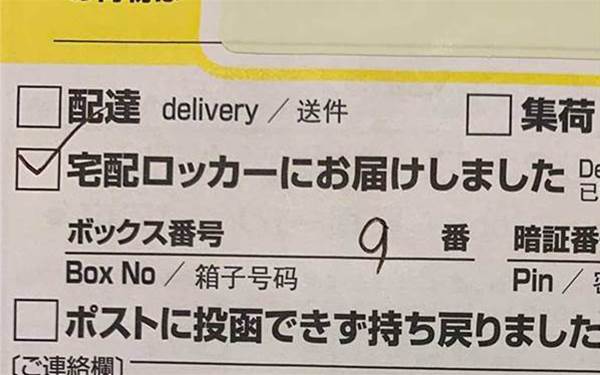 □ 配達 delivery / 送件 □ 集荷
☑ 宅配ロッカーにお届けしました
ボックス番号 9 番 暗証番
Box No / 箱子号码 Pin /
□ ポストに投函できず持ち戻りました
[ご連絡欄]